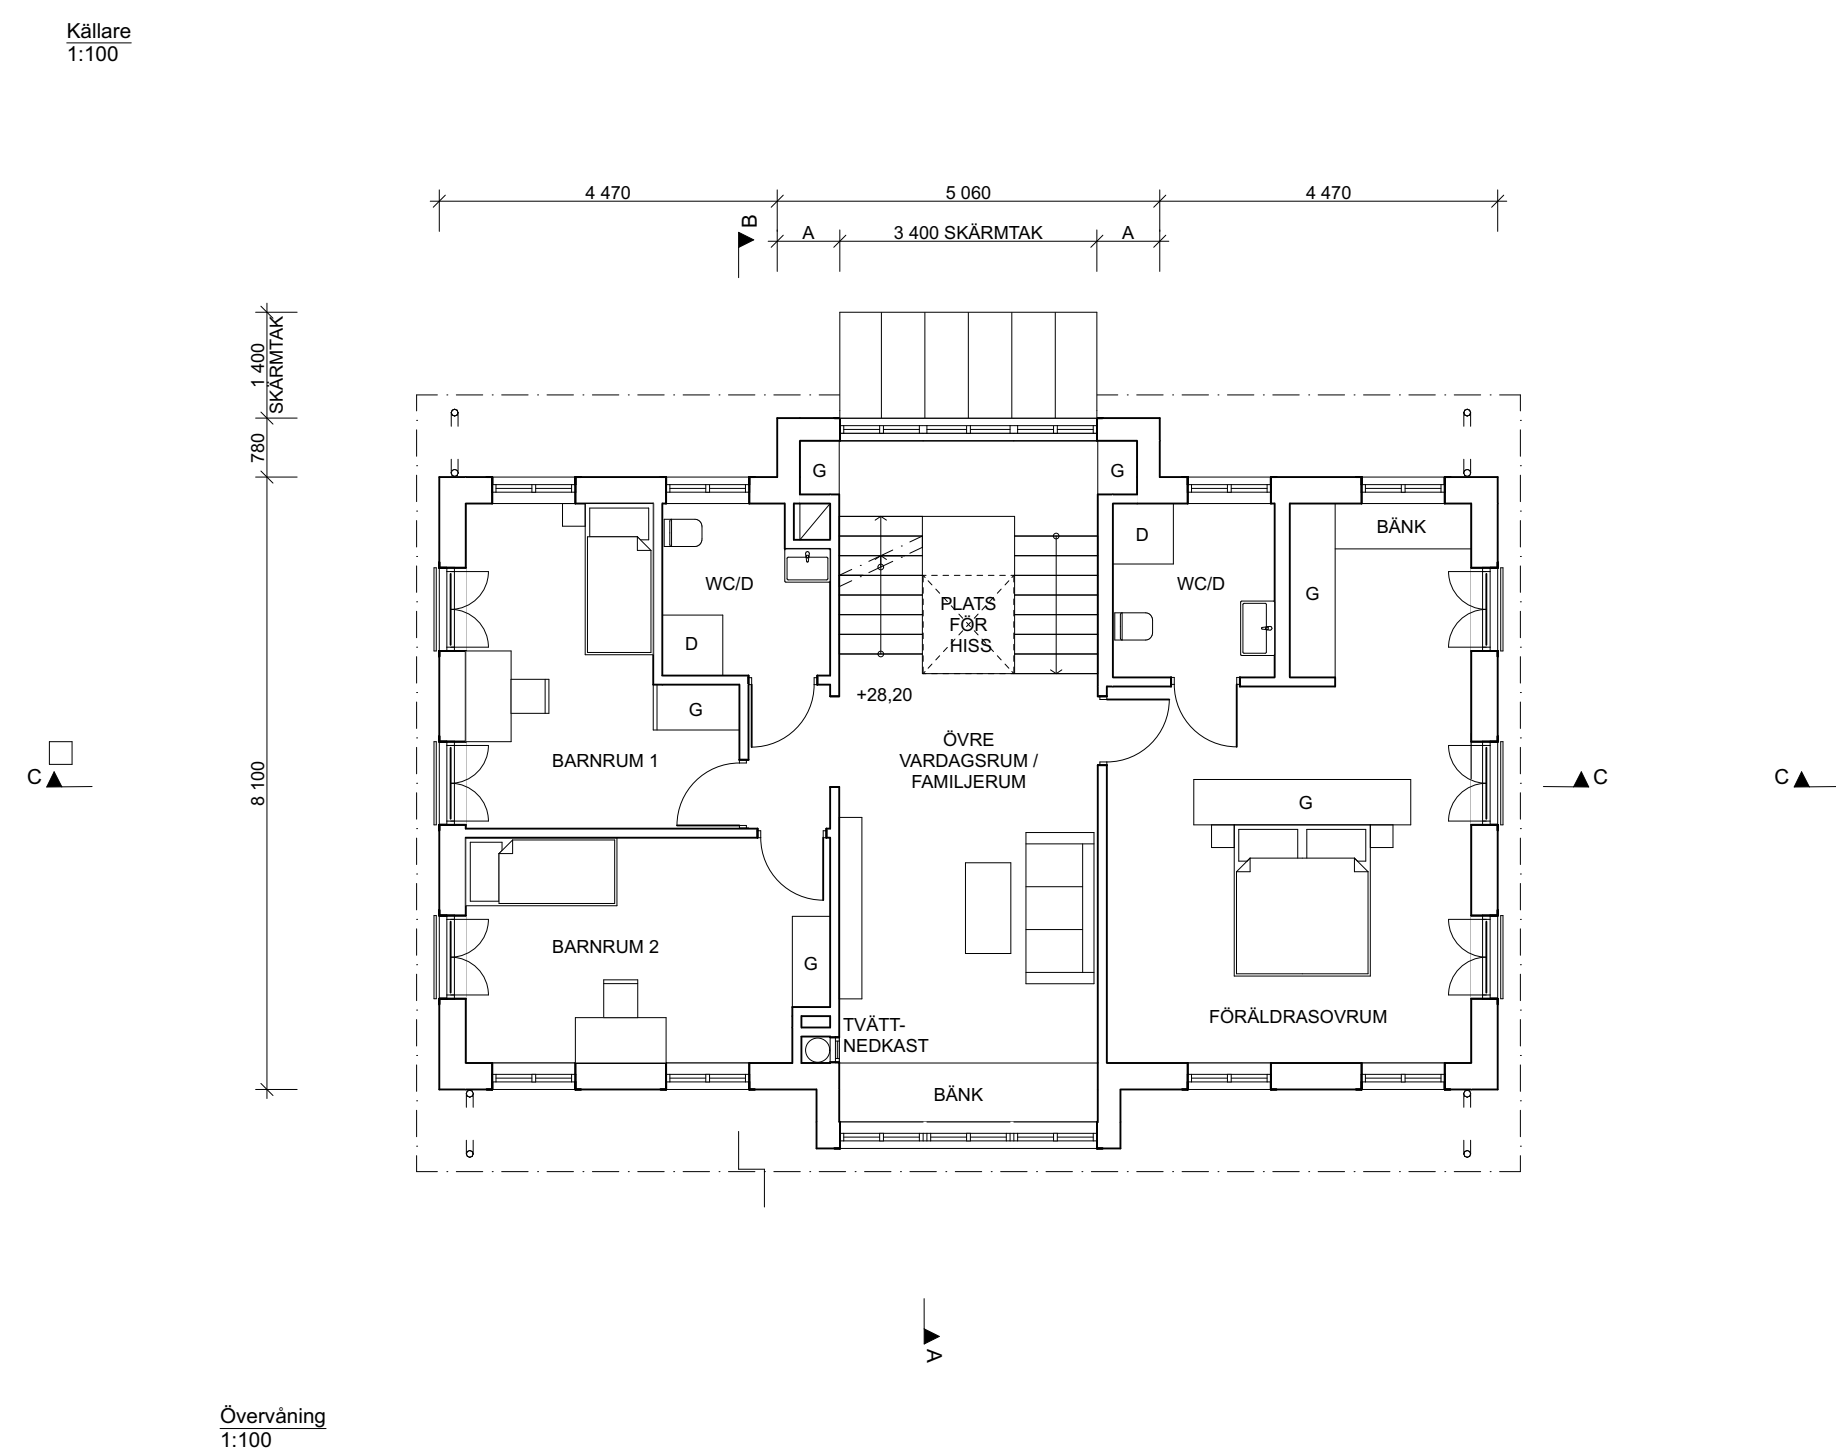 Källare
1:100
4 470
5 060
4 470
B
A
3 400 SKÄRMTAK
A
1 400
SKÄRMTAK
780
8 100
G
G
D
BÄNK
WC/D
WC/D
G
PLATS
FÖR
HISS
D
+28,20
G
ÖVRE
VARDAGSRUM /
FAMILJERUM
BARNRUM 1
C
C
C
G
BARNRUM 2
G
FÖRÄLDRASOVRUM
TVÄTT-
NEDKAST
BÄNK
A
Övervåning
1:100